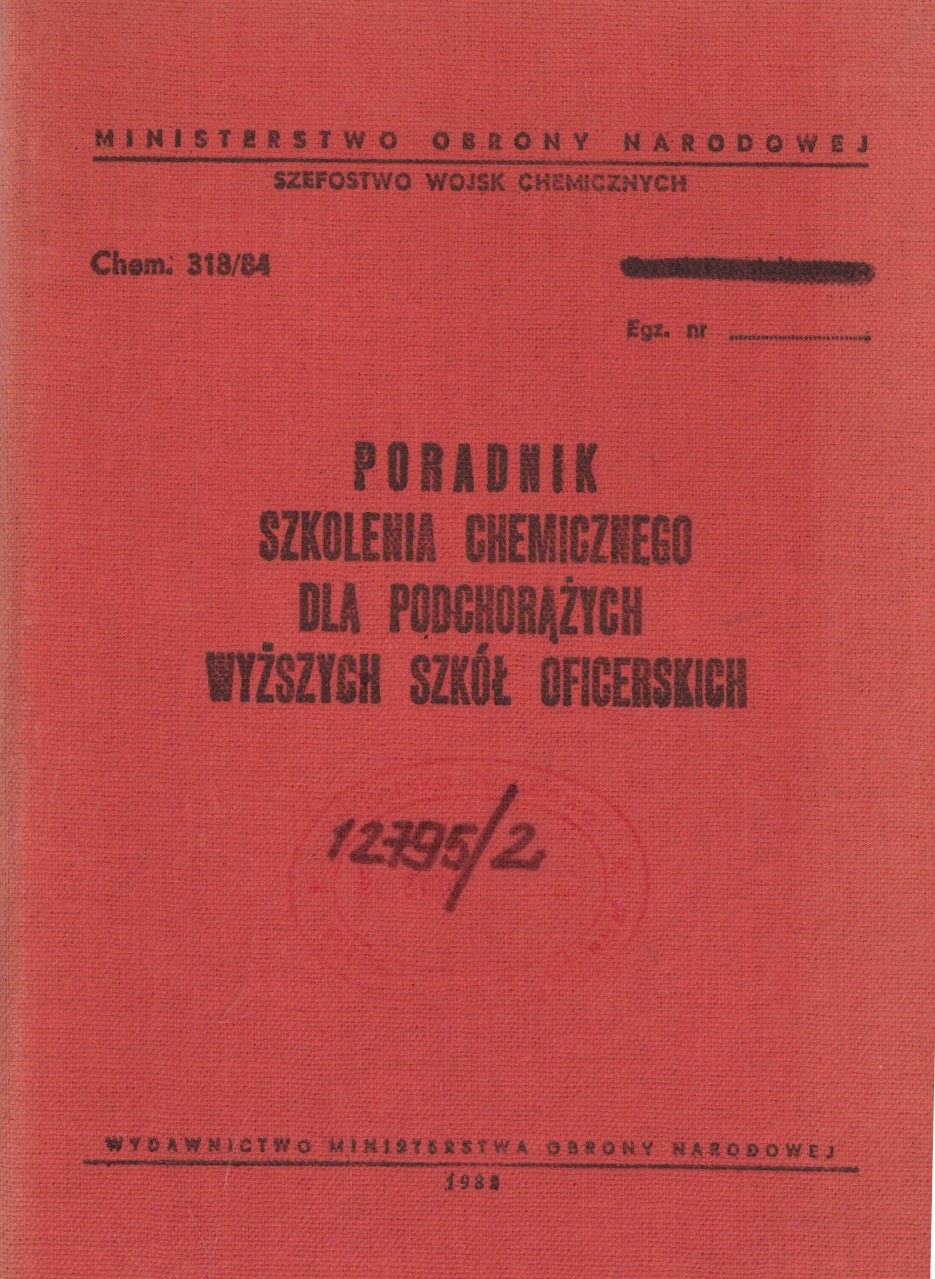 MINISTERSTWO OBRONY NARODOWEJ
SZEFOSTWO WOJSK CHEMICZNYCH
Chem. 318/84
Egz. nr
PORADNIK
SZKOLENIA CHEMICZNEGO
DLA PODCHORĄŻYCH
WYŻSZYCH SZKÓŁ OFICERSKICH
12795/2
WYDAWNICTWO MINISTERSTWA OBRONY NARODOWEJ